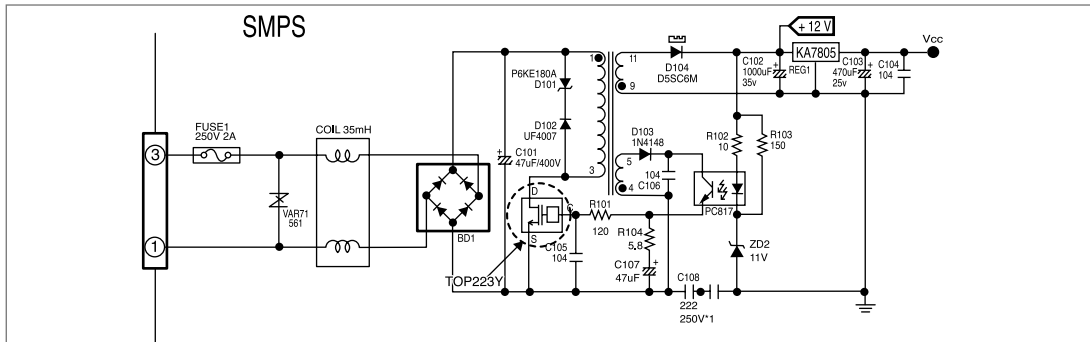 SMPS
+ 12 V
Vcc
KA7805
REG1
D104
D5SC6M
C102
1000uF
35v
C103
470uF
25v
C104
104
1
11
9
P6KE180A
D101
D102
UF4007
C101
47uF/400V
3
D103
1N4148
5
4
104
C106
R102
10
R103
150
PC817
FUSE1
250V 2A
COIL 35mH
3
1
VAR71
561
BD1
D
S
C
TOP223Y
C105
104
R101
120
R104
5.8
C107
47uF
C108
222
250V*1
ZD2
11V
+
+
+
+